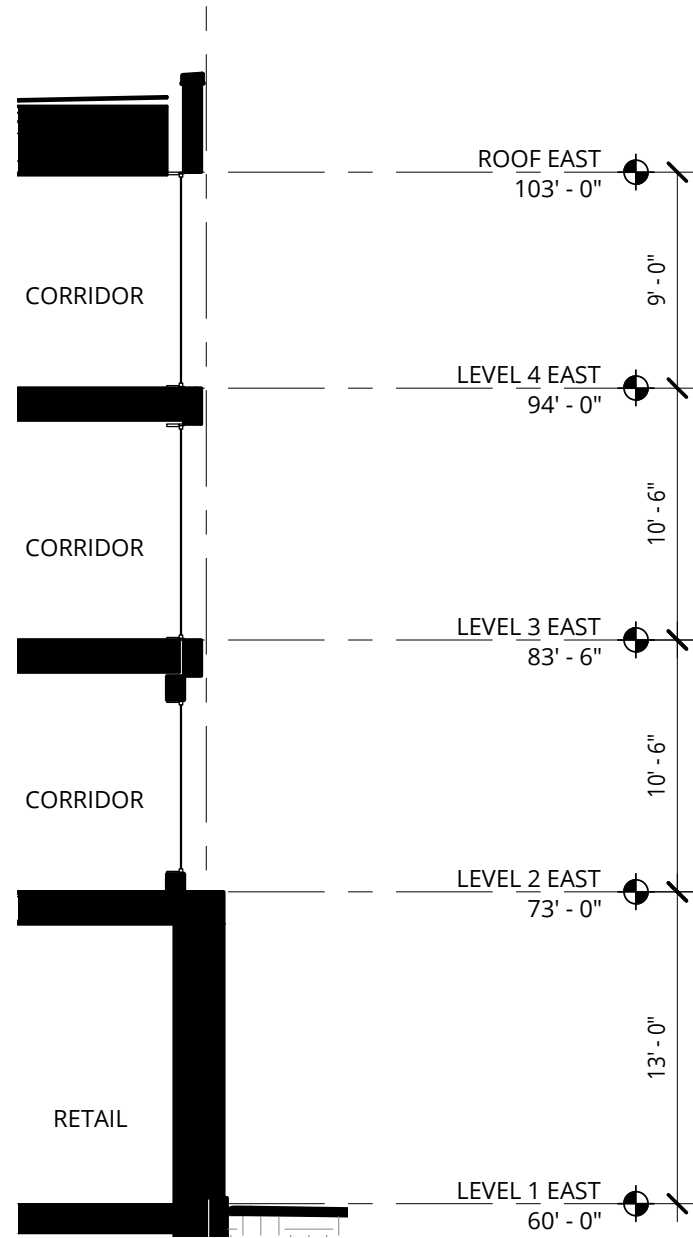 ROOF EAST
103' - 0"
9' - 0"
CORRIDOR
LEVEL 4 EAST
94' - 0"
10' - 6"
CORRIDOR
LEVEL 3 EAST
83' - 6"
10' - 6"
CORRIDOR
LEVEL 2 EAST
73' - 0"
13' - 0"
RETAIL
LEVEL 1 EAST
60' - 0"